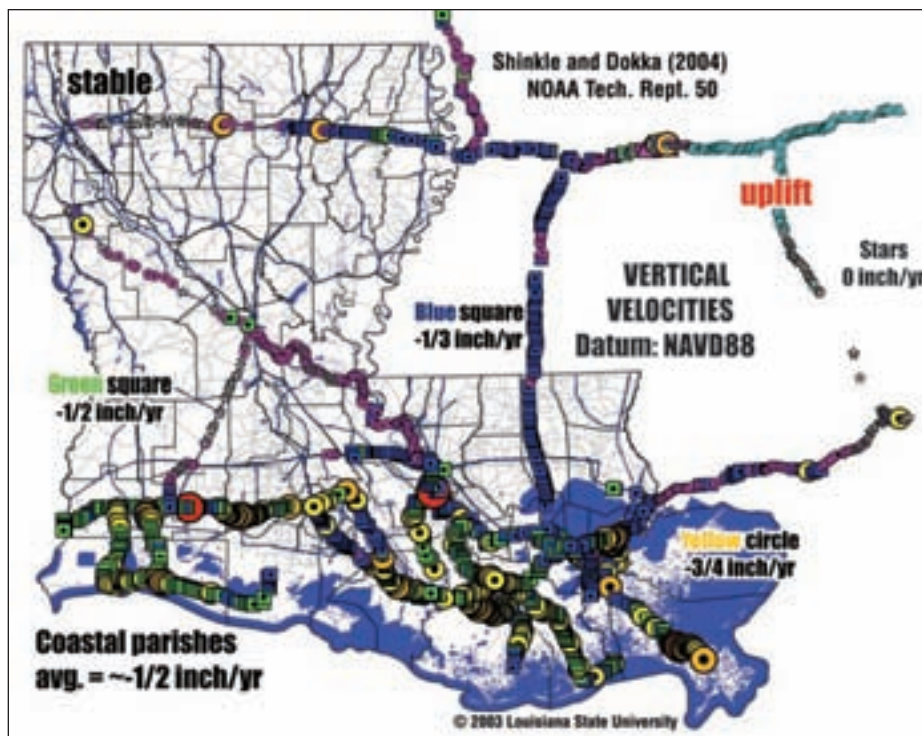 Shinkle and Dokka (2004)
NOAA Tech. Rept. 50
stable
uplift
Stars
0 inch/yr
VERTICAL
VELOCITIES
Datum: NAVD88
Blue square
-1/3 inch/yr
Green square
-1/2 inch/yr
Yellow circle
-3/4 inch/yr
Coastal parishes
avg. = ~-1/2 inch/yr
© 2003 Louisiana State University